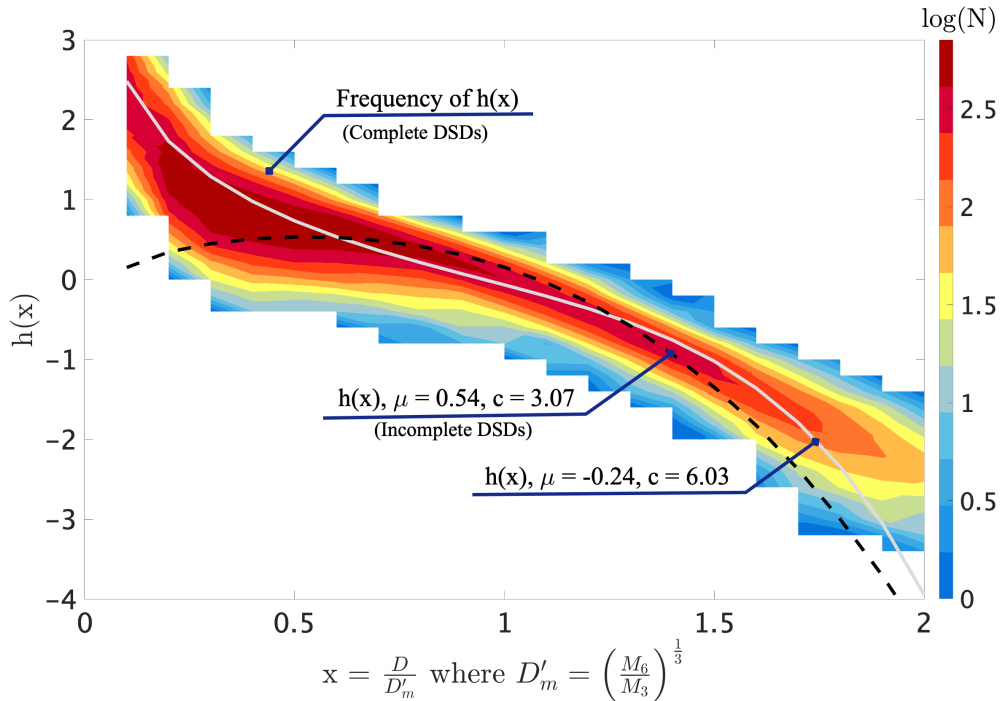 log(N)
3
2
1
0
−1
−2
−3
−4
h(x)
Frequency of h(x)
(Complete DSDs)
h(x), μ = 0.54, c = 3.07
(Incomplete DSDs)
h(x), μ = -0.24, c = 6.03
2.5
2
1.5
1
0.5
0
0 0.5 1 1.5 2
x = D/D′m where D′m = (M6/M3)^1/3